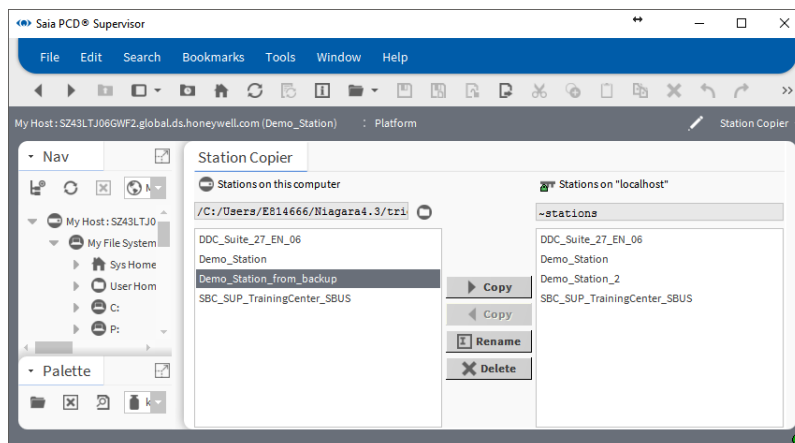 Saia PCD® Supervisor
File Edit Search Bookmarks Tools Window Help
My Host : SZ43LTJ06GWF2.global.ds.honeywell.com (Demo_Station) : Platform Station Copier
Nav
My Host : SZ43LTJ0
My File System
Sys Home
User Hom
C:
P:
Palette
k
Station Copier
Stations on this computer
/C:/Users/E814666/Niagara4.3/tri
DDC_Suite_27_EN_06
Demo_Station
Demo_Station_from_backup
SBC_SUP_TrainingCenter_SBUS
Copy
Copy
Rename
Delete
Stations on "localhost"
~stations
DDC_Suite_27_EN_06
Demo_Station
Demo_Station_2
SBC_SUP_TrainingCenter_SBUS